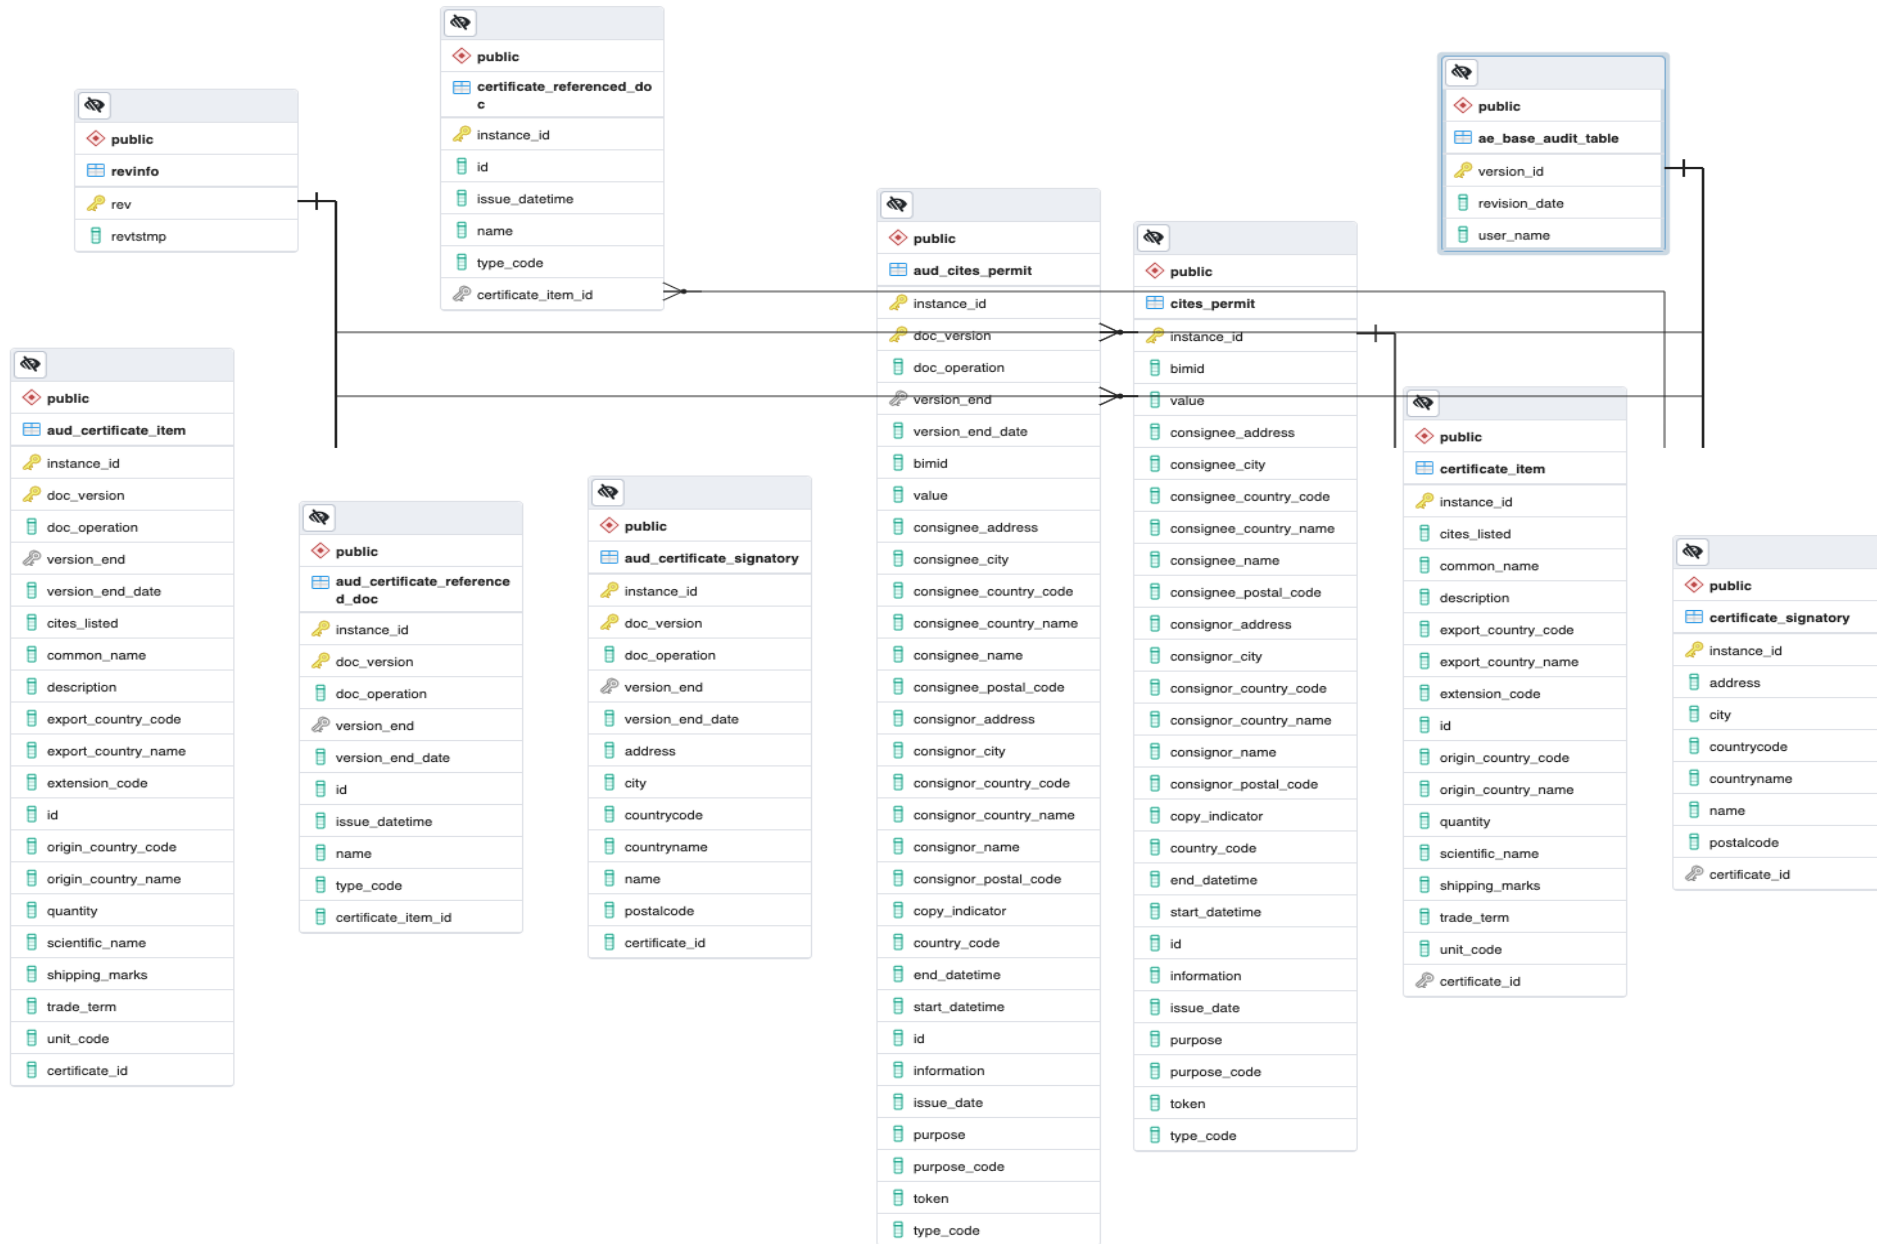 public
certificate_referenced_do
c
instance_id
id
issue_datetime
name
type_code
certificate_item_id
public
revinfo
rev
revtstmp
public
ae_base_audit_table
version_id
revision_date
user_name
public
aud_cites_permit
instance_id
doc_version
doc_operation
version_end
version_end_date
bimid
value
consignee_address
consignee_city
consignee_country_code
consignee_country_name
consignee_name
consignee_postal_code
consignor_address
consignor_city
consignor_country_code
consignor_country_name
consignor_name
consignor_postal_code
copy_indicator
country_code
end_datetime
start_datetime
id
information
issue_date
purpose
purpose_code
token
type_code
public
cites_permit
instance_id
bimid
value
consignee_address
consignee_city
consignee_country_code
consignee_country_name
consignee_name
consignee_postal_code
consignor_address
consignor_city
consignor_country_code
consignor_country_name
consignor_name
consignor_postal_code
copy_indicator
country_code
end_datetime
start_datetime
id
information
issue_date
purpose
purpose_code
token
type_code
public
aud_certificate_item
instance_id
doc_version
doc_operation
version_end
version_end_date
cites_listed
common_name
description
export_country_code
export_country_name
extension_code
id
origin_country_code
origin_country_name
quantity
scientific_name
shipping_marks
trade_term
unit_code
certificate_id
public
aud_certificate_reference
d_doc
instance_id
doc_version
doc_operation
version_end
version_end_date
id
issue_datetime
name
type_code
certificate_item_id
public
aud_certificate_signatory
instance_id
doc_version
doc_operation
version_end
version_end_date
address
city
countrycode
countryname
name
postalcode
certificate_id
public
certificate_item
instance_id
cites_listed
common_name
description
export_country_code
export_country_name
extension_code
id
origin_country_code
origin_country_name
quantity
scientific_name
shipping_marks
trade_term
unit_code
certificate_id
public
certificate_signatory
instance_id
address
city
countrycode
countryname
name
postalcode
certificate_id